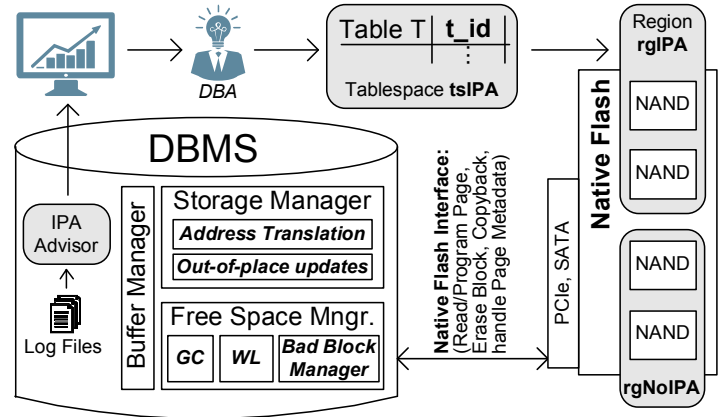 DBA
Table T t_id
Tablespace tsIPA
Region
rgIPA
NAND
NAND
Native Flash
PCIe, SATA
NAND
NAND
rgNoIPA
DBMS
IPA
Advisor
Log Files
Buffer Manager
Storage Manager
Address Translation
Out-of-place updates
Free Space Mngr.
GC
WL
Bad Block
Manager
Native Flash Interface:
(Read/Program Page,
Erase Block, Copyback,
handle Page Metadata)